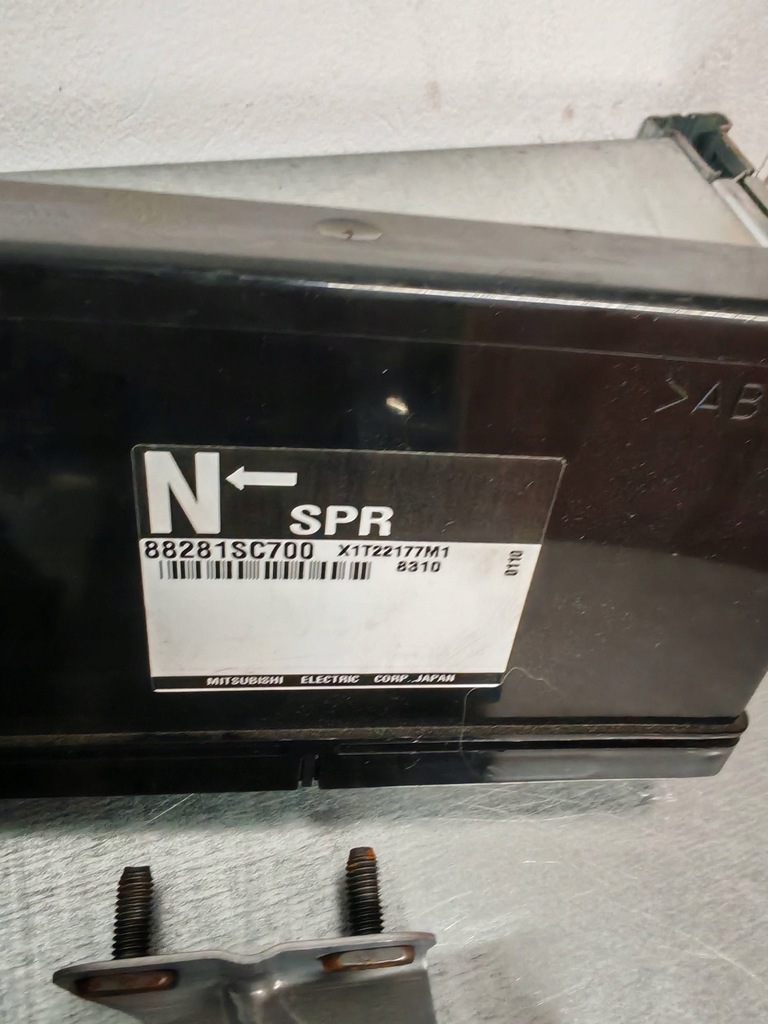 >AB
N← SPR
88281SC700 X1T22177M1
8310
0110
MITSUBISHI ELECTRIC CORP. JAPAN